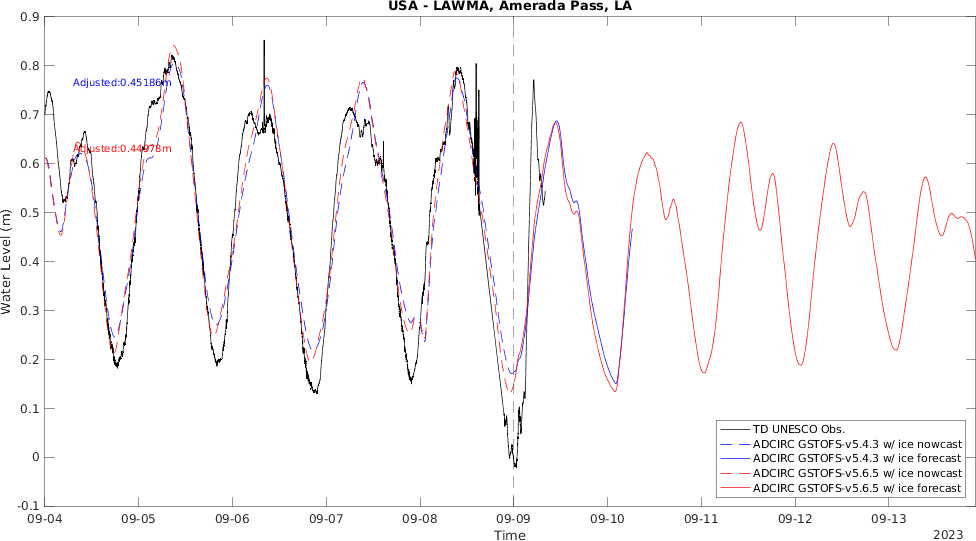 USA - LAWMA, Amerada Pass, LA
0.9
0.8
0.7
0.6
0.5
0.4
0.3
0.2
0.1
0
-0.1
Water Level (m)
Adjusted:0.45186m
Adjusted:0.44973m
TD UNESCO Obs.
ADCIRC GSTOFS-v5.4.3 w/ ice nowcast
ADCIRC GSTOFS-v5.4.3 w/ ice forecast
ADCIRC GSTOFS-v5.6.5 w/ ice nowcast
ADCIRC GSTOFS-v5.6.5 w/ ice forecast
09-04 09-05 09-06 09-07 09-08 09-09 09-10 09-11 09-12 09-13
Time
2023